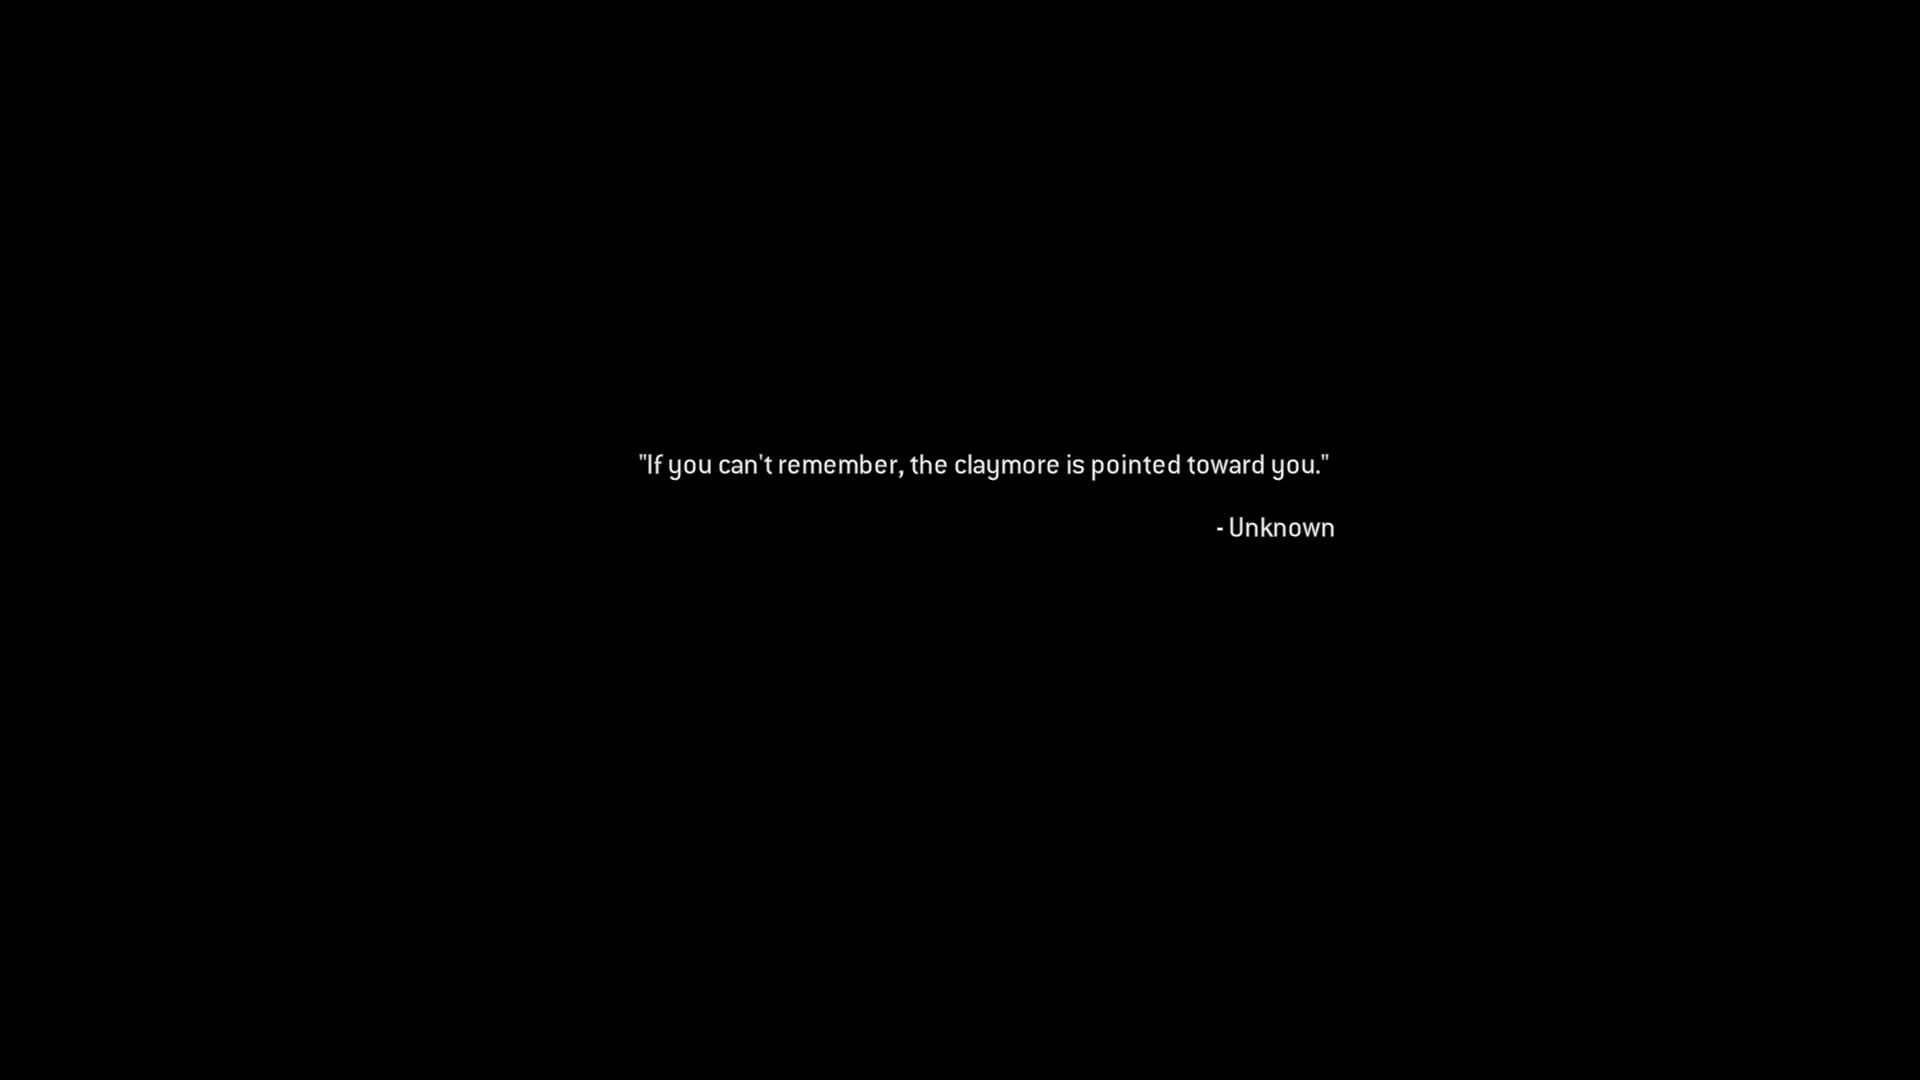 "If you can't remember, the claymore is pointed toward you."
- Unknown